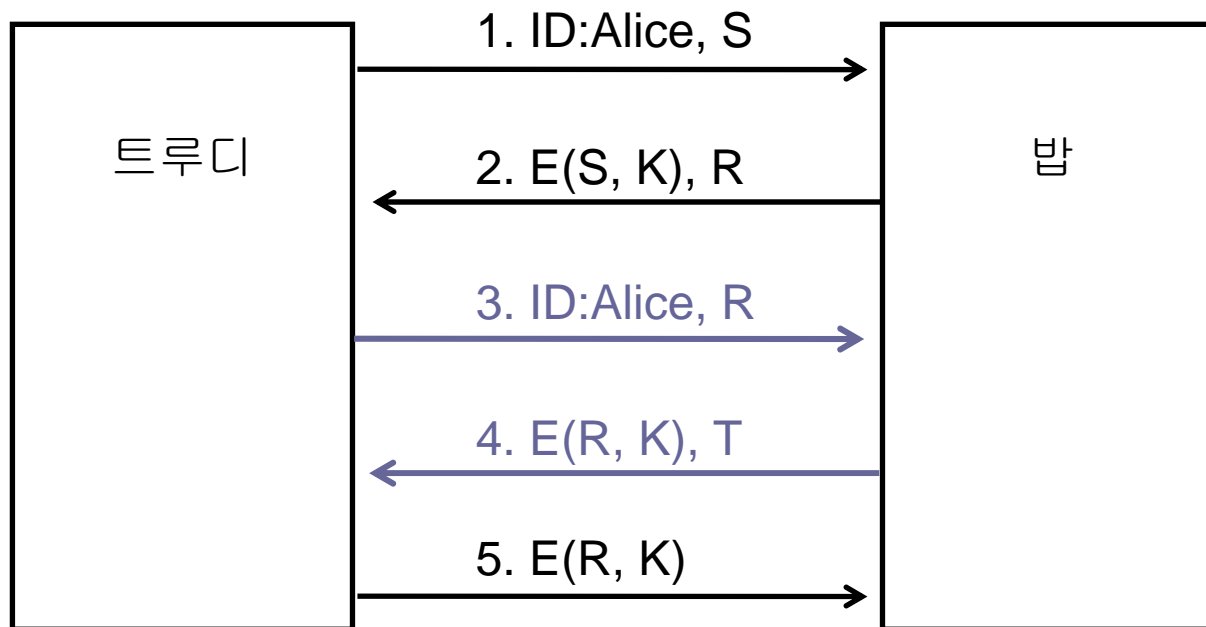 1. ID:Alice, S
트루디
밥
2. E(S, K), R
3. ID:Alice, R
4. E(R, K), T
5. E(R, K)